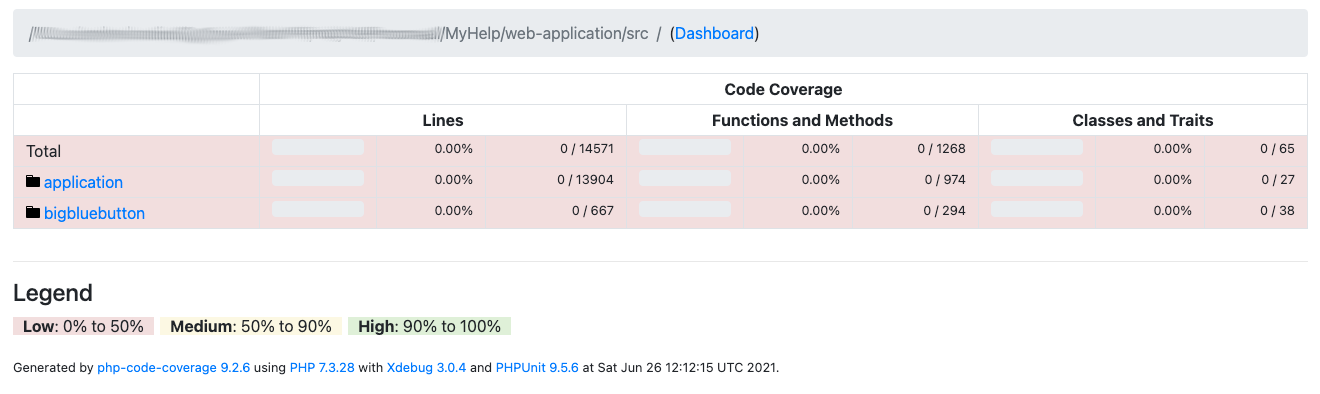 /MyHelp/web-application/src / (Dashboard)
Code Coverage
Lines Functions and Methods Classes and Traits
Total 0.00% 0 / 14571 0.00% 0 / 1268 0.00% 0 / 65
application 0.00% 0 / 13904 0.00% 0 / 974 0.00% 0 / 27
bigbluebutton 0.00% 0 / 667 0.00% 0 / 294 0.00% 0 / 38
Legend
Low: 0% to 50% Medium: 50% to 90% High: 90% to 100%
Generated by php-code-coverage 9.2.6 using PHP 7.3.28 with Xdebug 3.0.4 and PHPUnit 9.5.6 at Sat Jun 26 12:12:15 UTC 2021.